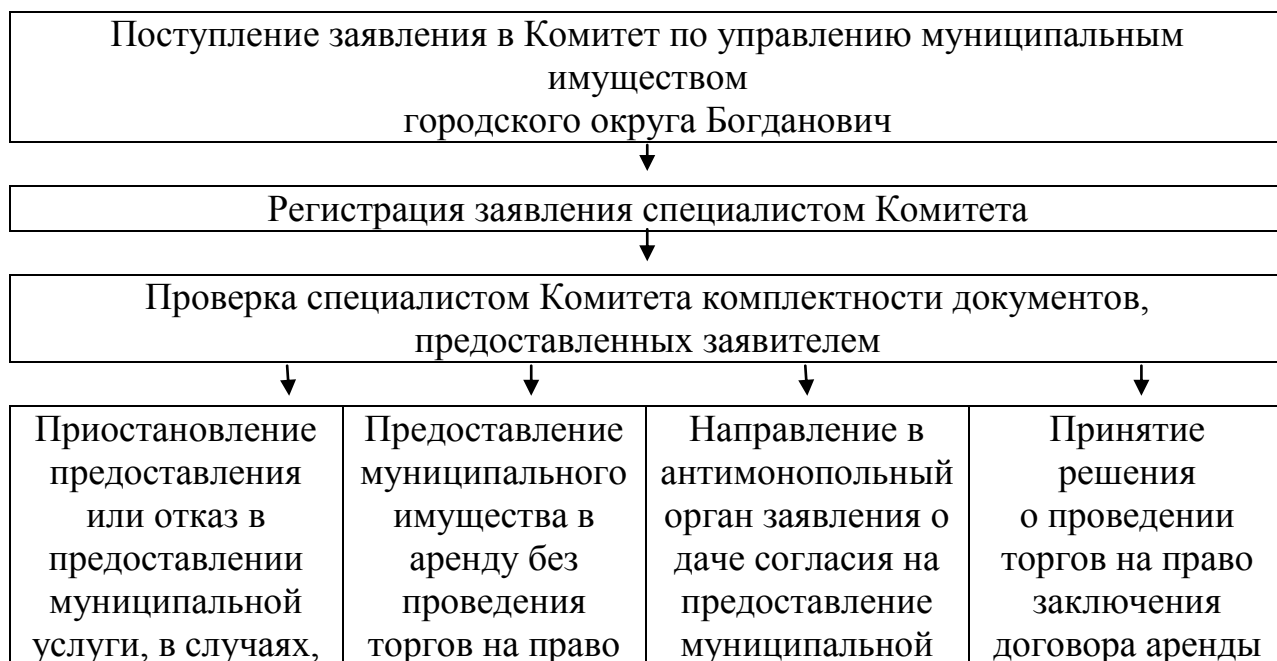 Поступление заявления в Комитет по управлению муниципальным
имуществом
городского округа Богданович
Регистрация заявления специалистом Комитета
Проверка специалистом Комитета комплектности документов,
предоставленных заявителем
Приостановление
предоставления
или отказ в
предоставлении
муниципальной
услуги, в случаях,
Предоставление
муниципального
имущества в
аренду без
проведения
торгов на право
Направление в
антимонопольный
орган заявления о
даче согласия на
предоставление
муниципальной
Принятие
решения
о проведении
торгов на право
заключения
договора аренды